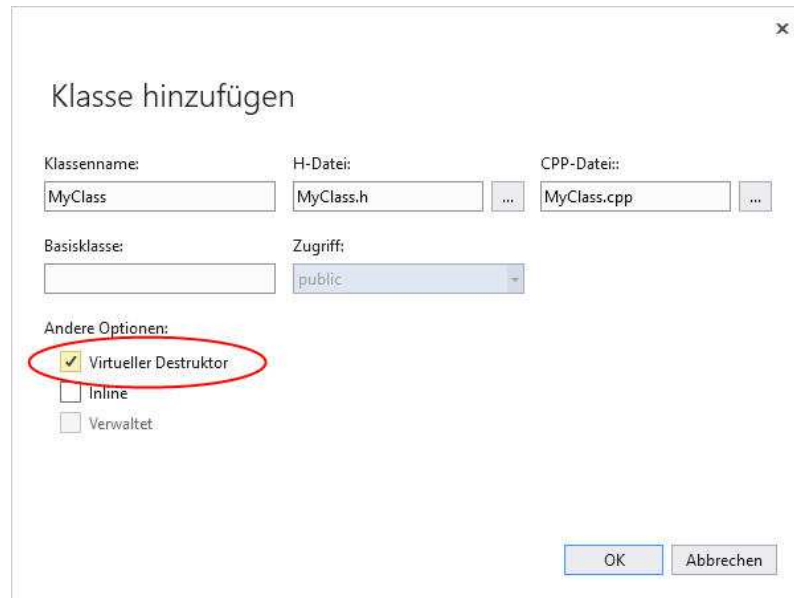 Klasse hinzufügen
Klassenname: H-Datei: CPP-Datei::
MyClass MyClass.h ... MyClass.cpp ...
Basisklasse: Zugriff:
public
Andere Optionen:
Virtueller Destruktor
Inline
Verwaltet
OK Abbrechen